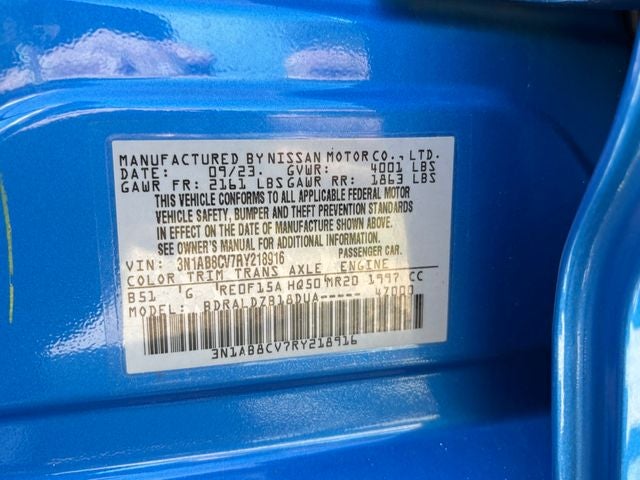 MANUFACTURED BY NISSAN MOTOR CO., LTD.
DATE: 09/23. GVWR: 4001 LBS
GAWR FR: 2161 LBS GAWR RR: 1863 LBS
THIS VEHICLE CONFORMS TO ALL APPLICABLE FEDERAL MOTOR
VEHICLE SAFETY, BUMPER AND THEFT PREVENTION STANDARDS
IN EFFECT ON THE DATE OF MANUFACTURE SHOWN ABOVE.
SEE OWNER'S MANUAL FOR ADDITIONAL INFORMATION.
VIN: 3N1AB8CV7RY218916 PASSENGER CAR.
COLOR TRIM TRANS AXLE ENGINE
B51 G RE0F15A HQ50 MR20 1997 CC
MODEL: BDRALDZB18DUA----- 47000
3N1AB8CV7RY218916